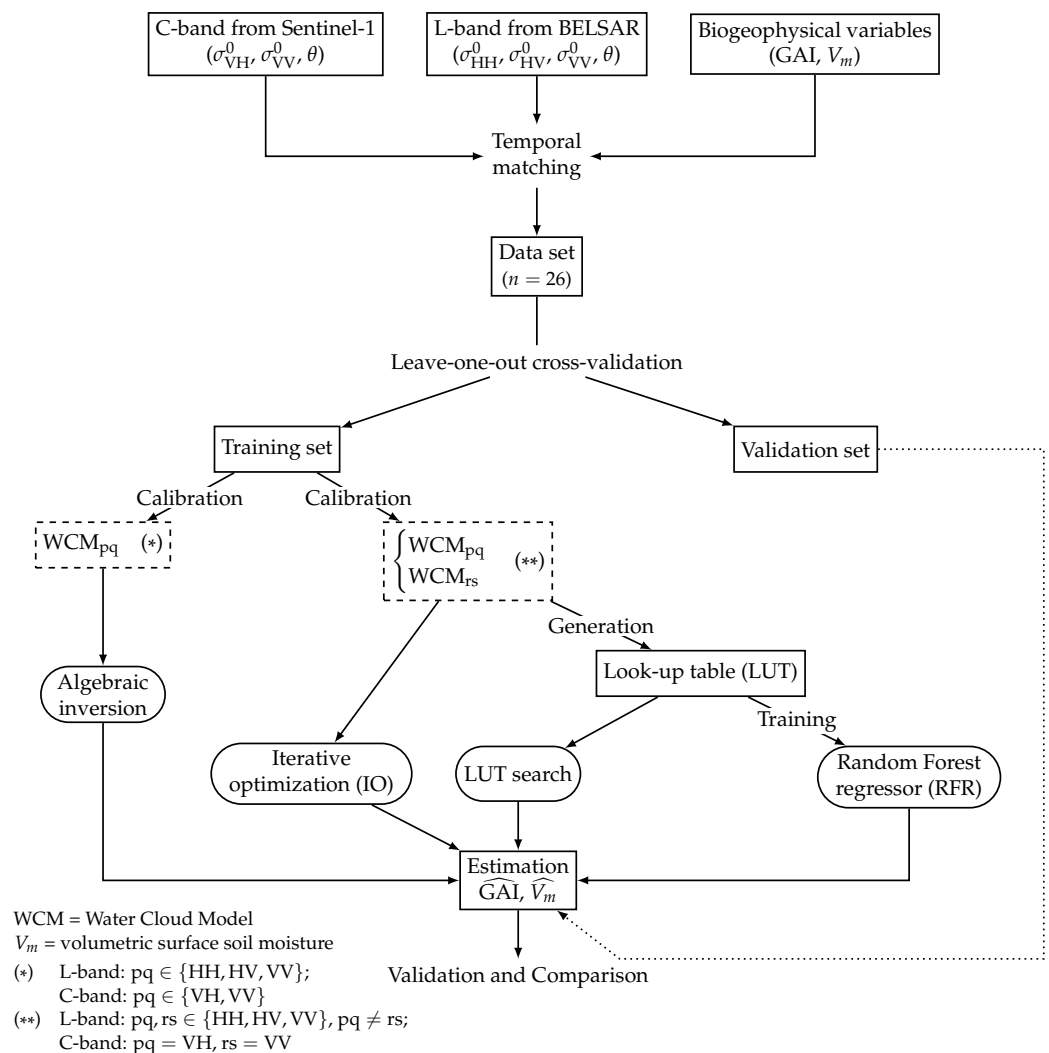 C-band from Sentinel-1
(σ⁰VH, σ⁰VV, θ)
L-band from BELSAR
(σ⁰HH, σ⁰HV, σ⁰VV, θ)
Biogeophysical variables
(GAI, Vm)
Temporal
matching
Data set
(n = 26)
Leave-one-out cross-validation
Training set
Validation set
Calibration
Calibration
WCMpq (*)
{ WCMpq
WCMrs
(**)
Generation
Look-up table (LUT)
Algebraic
inversion
Training
Iterative
optimization (IO)
LUT search
Random Forest
regressor (RFR)
Estimation
G͡AI, V̂m
Validation and Comparison
WCM = Water Cloud Model
Vm = volumetric surface soil moisture
(*) L-band: pq ∈ {HH, HV, VV};
C-band: pq ∈ {VH, VV}
(**) L-band: pq, rs ∈ {HH, HV, VV}, pq ≠ rs;
C-band: pq = VH, rs = VV